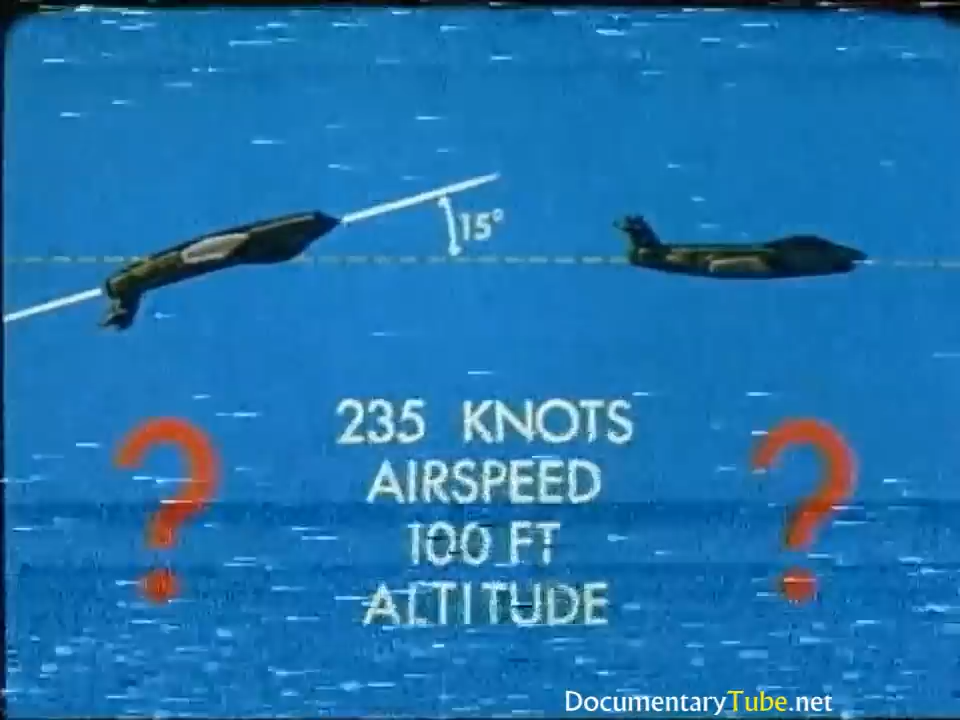 15°
?
235 KNOTS
AIRSPEED
100 FT
ALTITUDE
?
DocumentaryTube.net